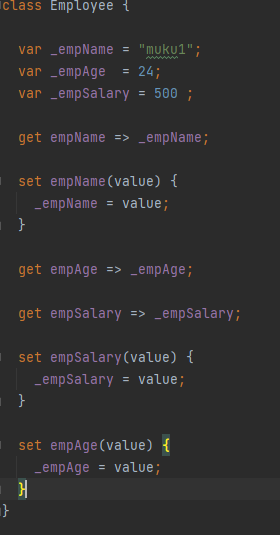 class Employee {
var _empName = "muku1";
var _empAge  = 24;
var _empSalary = 500 ;
get empName => _empName;
set empName(value) {
_empName = value;
}
get empAge => _empAge;
get empSalary => _empSalary;
set empSalary(value) {
_empSalary = value;
}
set empAge(value) {
_empAge = value;
}
}